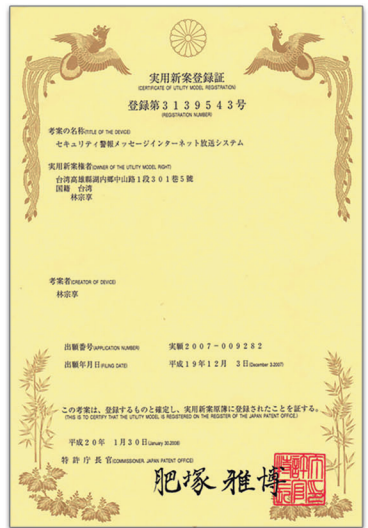 実用新案登録証
(CERTIFICATE OF UTILITY MODEL REGISTRATION)
登録第3139543号
(REGISTRATION NUMBER)
考案の名称(TITLE OF THE DEVICE)
セキュリティ警報メッセージインターネット放送システム
実用新案権者(OWNER OF THE UTILITY MODEL RIGHT)
台湾高雄縣湖内郷中山路1段301巷5號
国籍 台湾
林宗享
考案者(CREATOR OF DEVICE)
林宗享
出願番号(APPLICATION NUMBER) 実願2007-009282
出願年月日(FILING DATE) 平成19年12月 3日(December 3,2007)
この考案は、登録するものと確定し、実用新案原簿に登録されたことを証する。
(THIS IS TO CERTIFY THAT THE UTILITY MODEL IS REGISTERED ON THE REGISTER OF THE JAPAN PATENT OFFICE.)
平成20年 1月30日(January 30,2008)
特許庁長官(COMMISSIONER, JAPAN PATENT OFFICE)
肥塚雅博